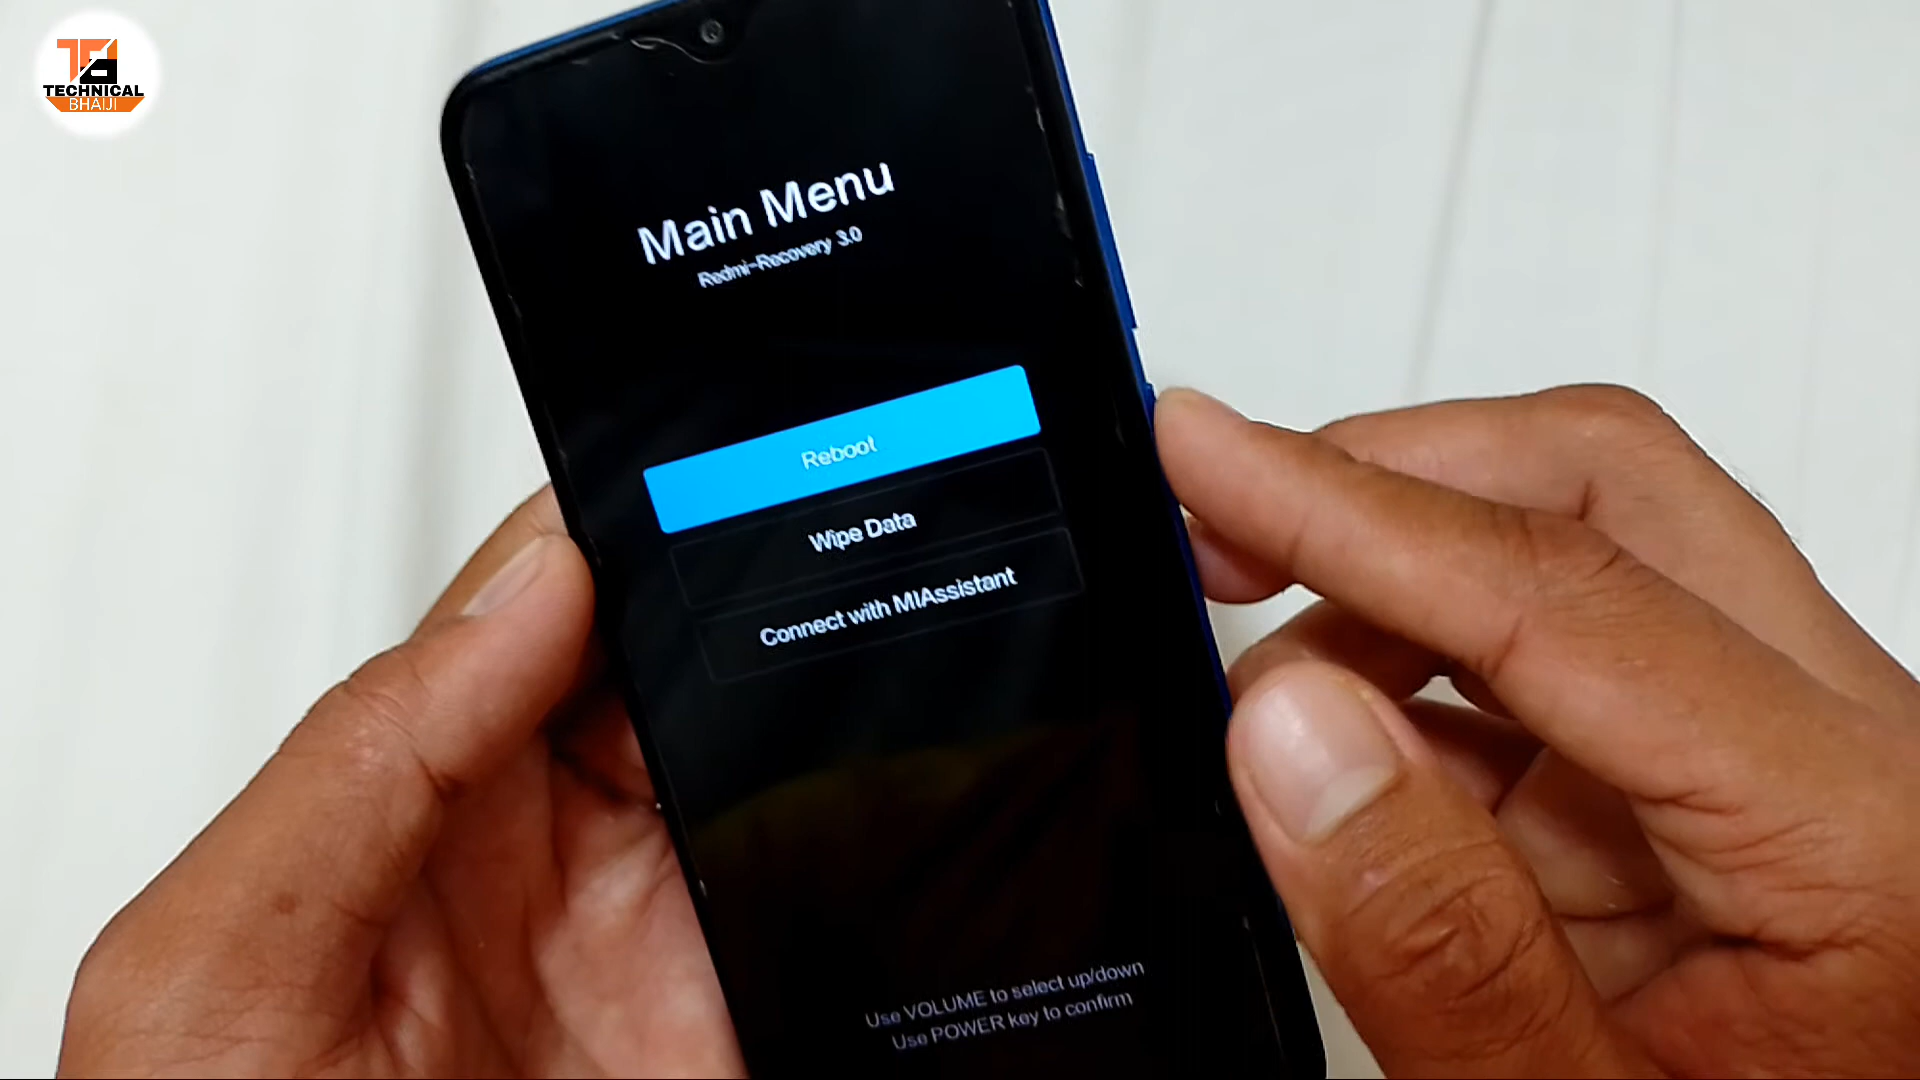 TECHNICAL
BHAIJI
Main Menu
Redmi-Recovery 3.0
Reboot
Wipe Data
Connect with MIAssistant
Use VOLUME to select up/down
Use POWER key to confirm